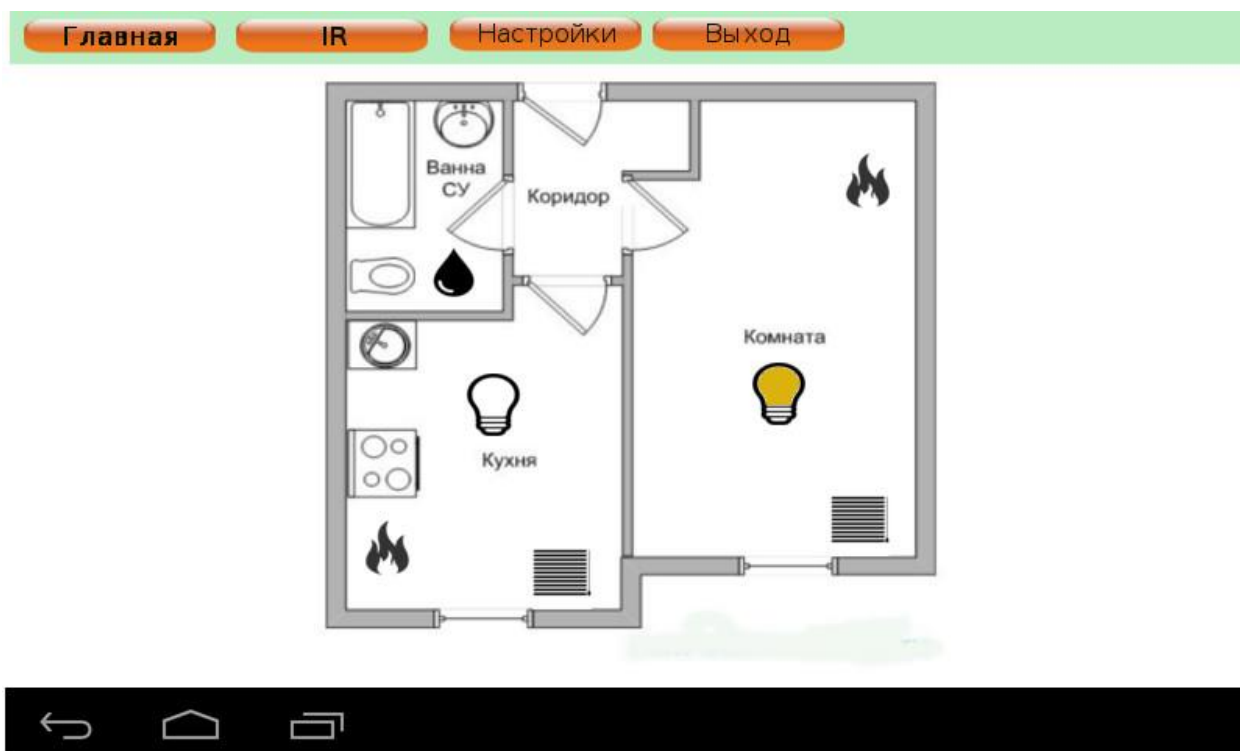 Главная IR Настройки Выход
Ванна
СУ
Коридор
Комната
Кухня